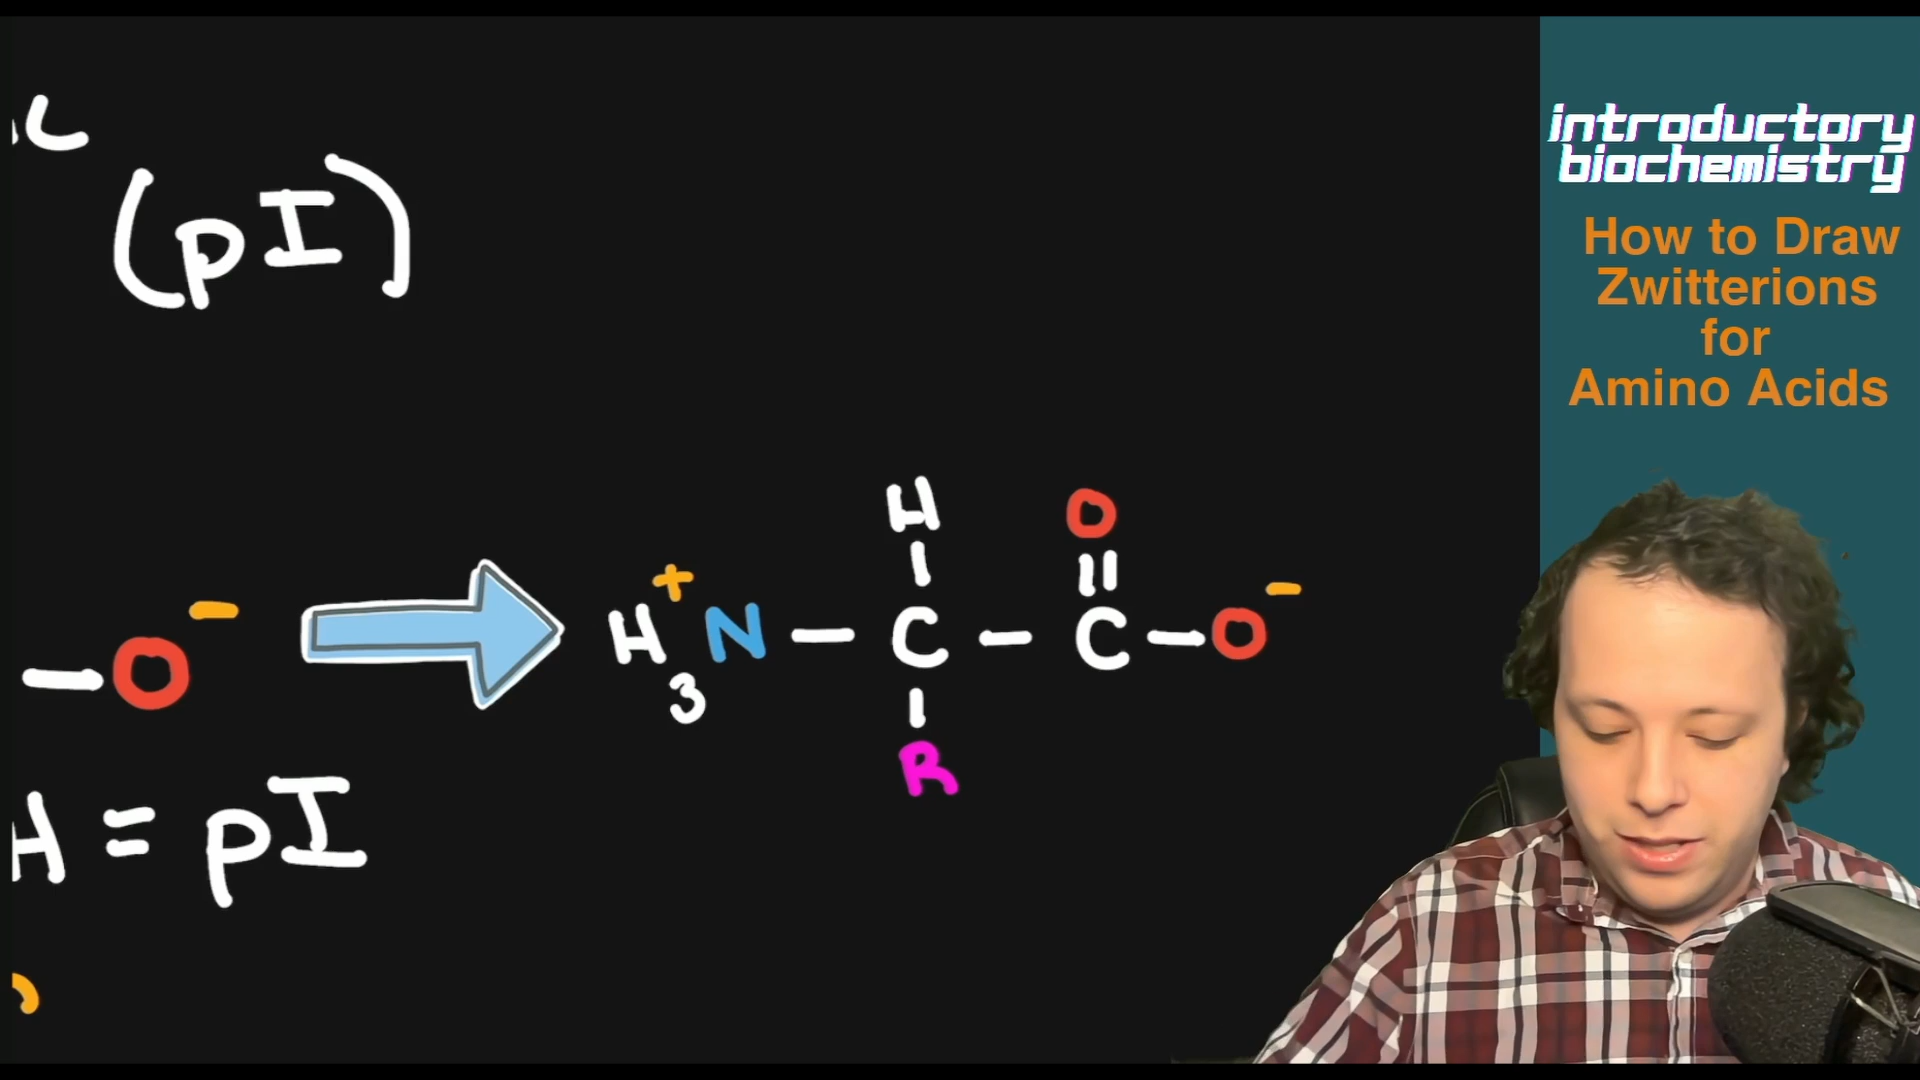 (pI)
H O
H₃⁺N – C – C – O⁻
– O⁻
R
H = pI
introductory
biochemistry
How to Draw
Zwitterions
for
Amino Acids